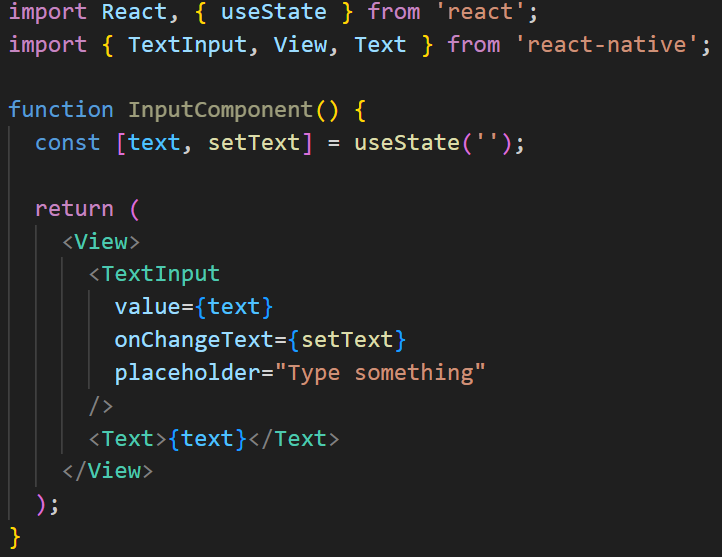 import React, { useState } from 'react';
import { TextInput, View, Text } from 'react-native';
function InputComponent() {
const [text, setText] = useState('');
return (
<View>
<TextInput
value={text}
onChangeText={setText}
placeholder="Type something"
/>
<Text>{text}</Text>
</View>
);
}